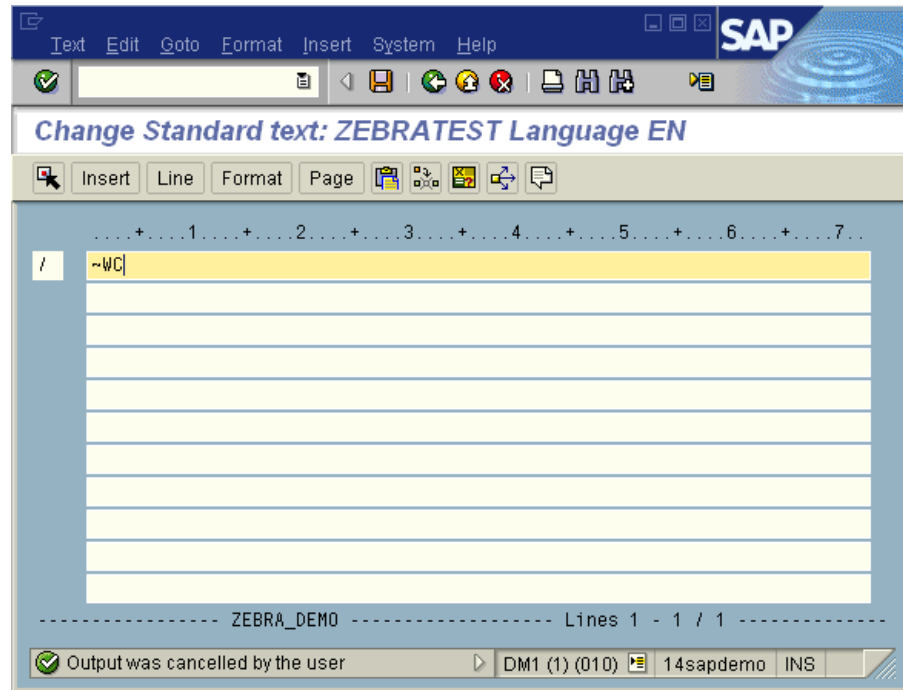 Text Edit Goto Format Insert System Help
SAP
Change Standard text: ZEBRATEST Language EN
Insert Line Format Page
....+....1....+....2....+....3....+....4....+....5....+....6....+....7..
/ ~WC
----------------- ZEBRA_DEMO ------------------- Lines 1 - 1 / 1 --------------
Output was cancelled by the user DM1 (1) (010) 14sapdemo INS